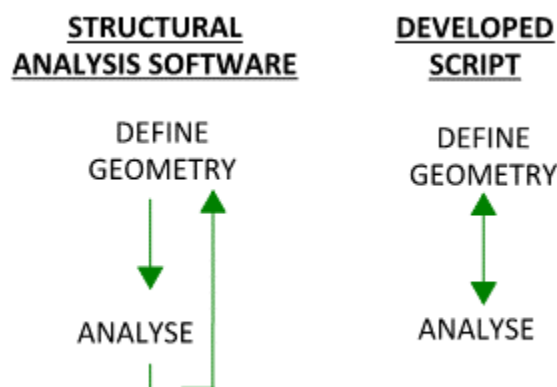 STRUCTURAL
ANALYSIS SOFTWARE
DEFINE
GEOMETRY
ANALYSE
DEVELOPED
SCRIPT
DEFINE
GEOMETRY
ANALYSE